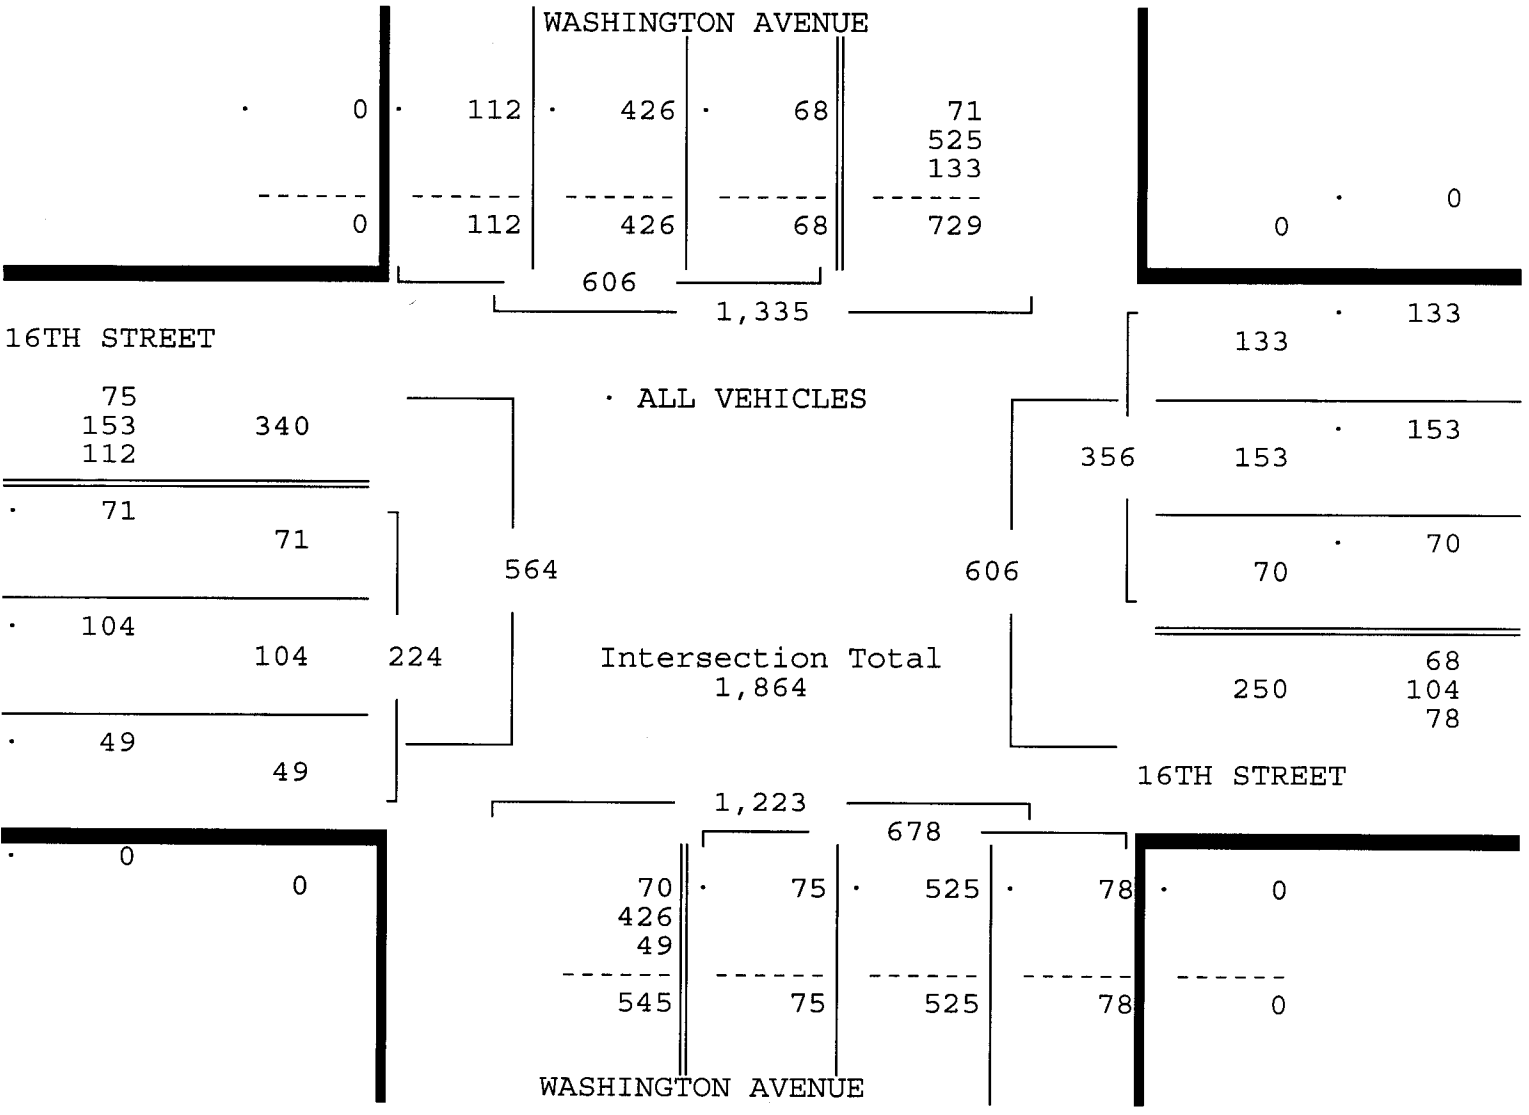 WASHINGTON AVENUE
· 0 · 112 · 426 · 68 71
525
133
------ ------ ------ ------ ------
0 112 426 68 729
· 0
0
606
1,335
· 133
133
16TH STREET
75
153 340
112
· ALL VEHICLES
· 153
356 153
· 71
71
· 70
70
564
606
· 104
104 224
Intersection Total
1,864
68
250 104
78
· 49
49
16TH STREET
1,223
678
· 0
0
70 · 75 · 525 · 78 · 0
426
49
------ ------ ------ ------ ------
545 75 525 78 0
WASHINGTON AVENUE